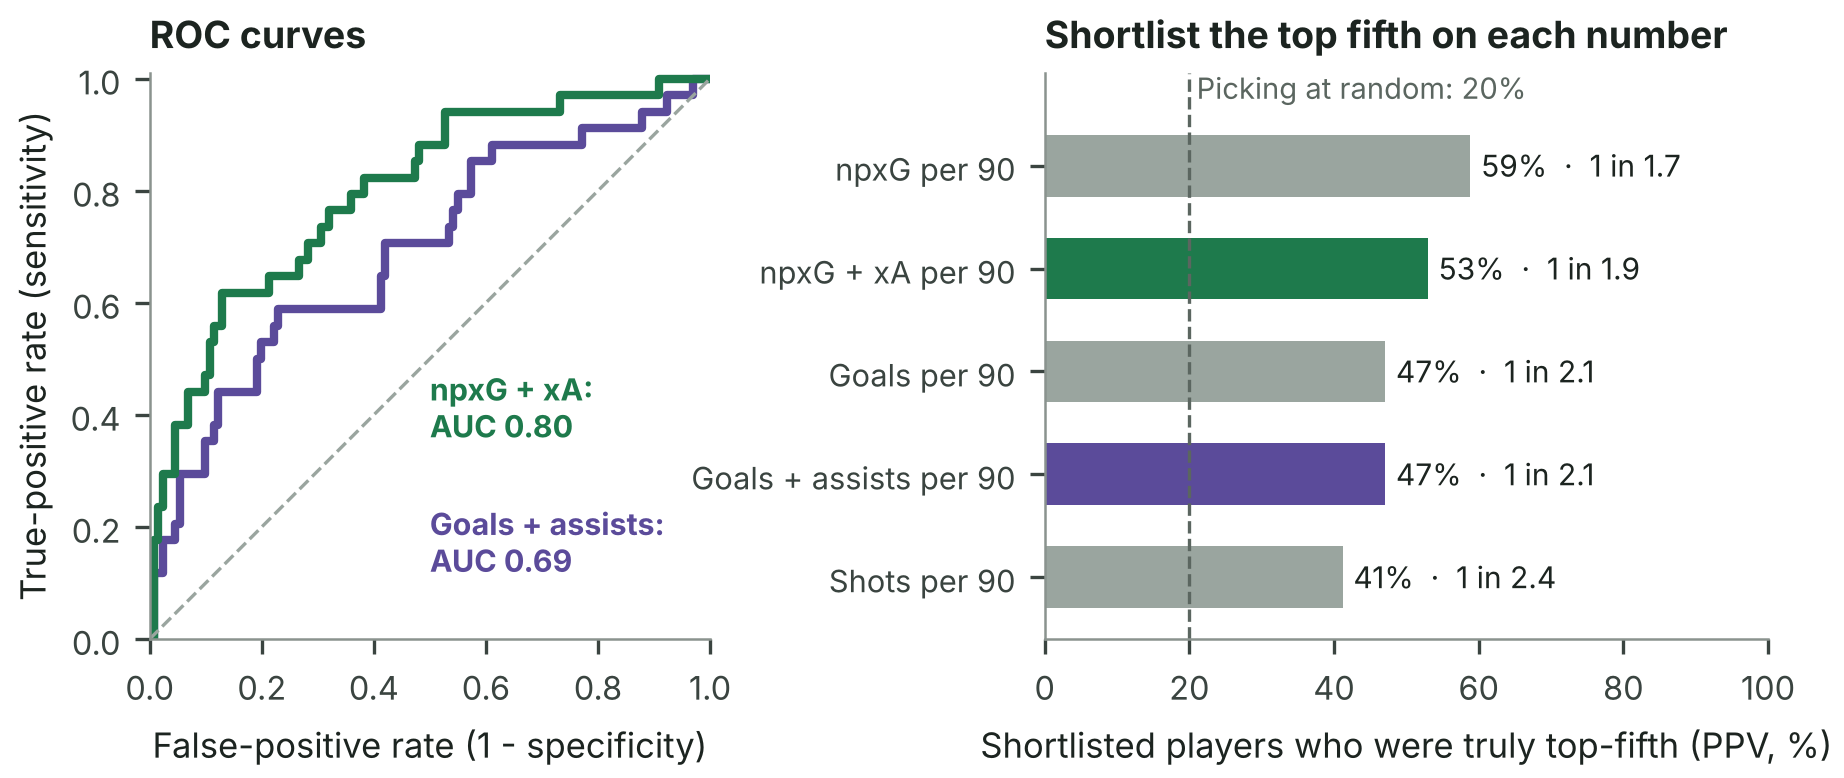 ROC curves
True-positive rate (sensitivity)
1.0
0.8
0.6
0.4
0.2
0.0
npxG + xA:
AUC 0.80
Goals + assists:
AUC 0.69
0.0 0.2 0.4 0.6 0.8 1.0
False-positive rate (1 - specificity)
Shortlist the top fifth on each number
Picking at random: 20%
npxG per 90 59% · 1 in 1.7
npxG + xA per 90 53% · 1 in 1.9
Goals per 90 47% · 1 in 2.1
Goals + assists per 90 47% · 1 in 2.1
Shots per 90 41% · 1 in 2.4
0 20 40 60 80 100
Shortlisted players who were truly top-fifth (PPV, %)